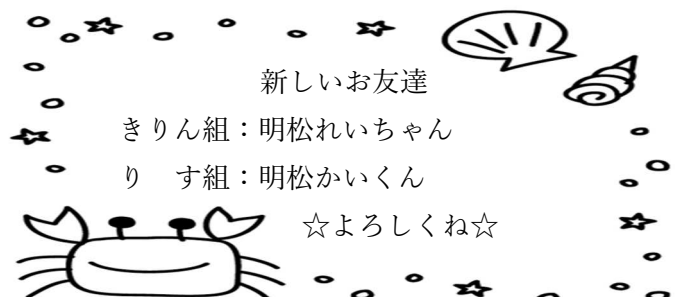 新しいお友達
きりん組：明松れいちゃん
り　す組：明松かいくん
☆よろしくね☆